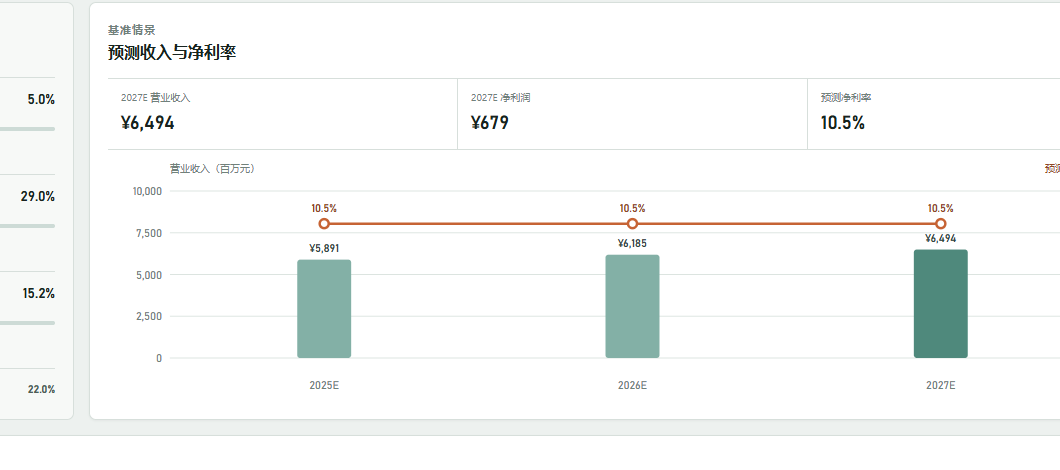 5.0%
29.0%
15.2%
22.0%
基准情景
预测收入与净利率
2027E 营业收入
¥6,494
2027E 净利润
¥679
预测净利率
10.5%
营业收入（百万元）
预测
10,000
7,500
5,000
2,500
0
10.5%
10.5%
10.5%
¥5,891
¥6,185
¥6,494
2025E
2026E
2027E